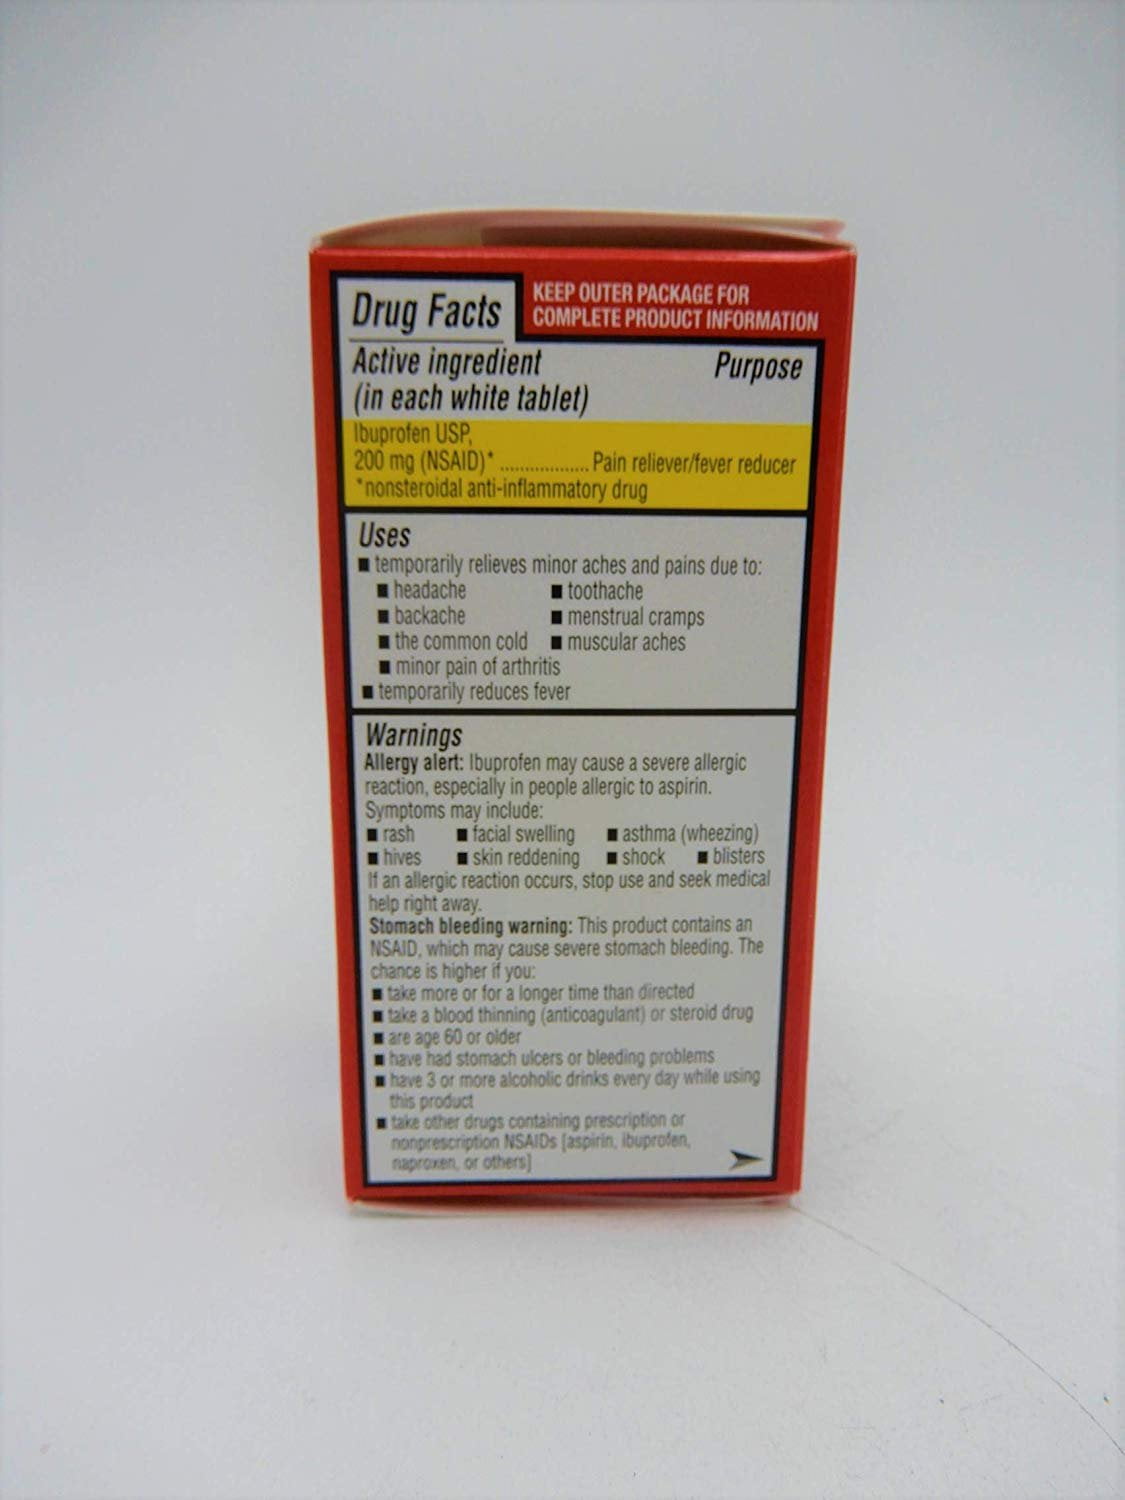 Drug Facts
KEEP OUTER PACKAGE FOR
COMPLETE PRODUCT INFORMATION
Active ingredient Purpose
(in each white tablet)
Ibuprofen USP,
200 mg (NSAID)* .................. Pain reliever/fever reducer
*nonsteroidal anti-inflammatory drug
Uses
■ temporarily relieves minor aches and pains due to:
■ headache ■ toothache
■ backache ■ menstrual cramps
■ the common cold ■ muscular aches
■ minor pain of arthritis
■ temporarily reduces fever
Warnings
Allergy alert: Ibuprofen may cause a severe allergic
reaction, especially in people allergic to aspirin.
Symptoms may include:
■ rash ■ facial swelling ■ asthma (wheezing)
■ hives ■ skin reddening ■ shock ■ blisters
If an allergic reaction occurs, stop use and seek medical
help right away.
Stomach bleeding warning: This product contains an
NSAID, which may cause severe stomach bleeding. The
chance is higher if you:
■ take more or for a longer time than directed
■ take a blood thinning (anticoagulant) or steroid drug
■ are age 60 or older
■ have had stomach ulcers or bleeding problems
■ have 3 or more alcoholic drinks every day while using
this product
■ take other drugs containing prescription or
nonprescription NSAIDs [aspirin, ibuprofen,
naproxen, or others]